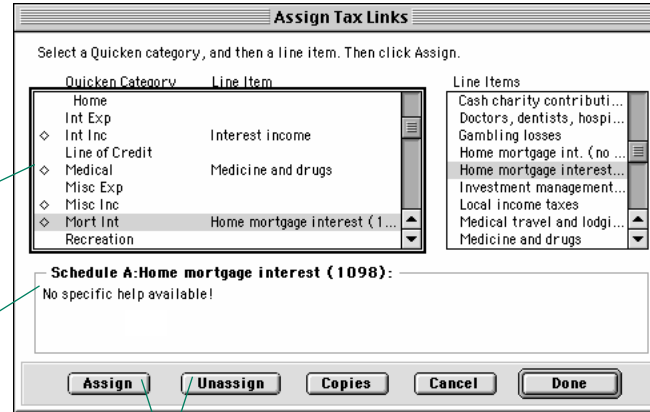 Assign Tax Links
Select a Quicken category, and then a line item. Then click Assign.
Quicken Category Line Item
Home
Int Exp
Int Inc Interest income
Line of Credit
Medical Medicine and drugs
Misc Exp
Misc Inc
Mort Int Home mortgage interest (1...
Recreation
Line Items
Cash charity contributi...
Doctors, dentists, hospi...
Gambling losses
Home mortgage int. (no ...
Home mortgage interest...
Investment management...
Local income taxes
Medical travel and lodgi...
Medicine and drugs
Schedule A:Home mortgage interest (1098):
No specific help available!
Assign Unassign Copies Cancel Done